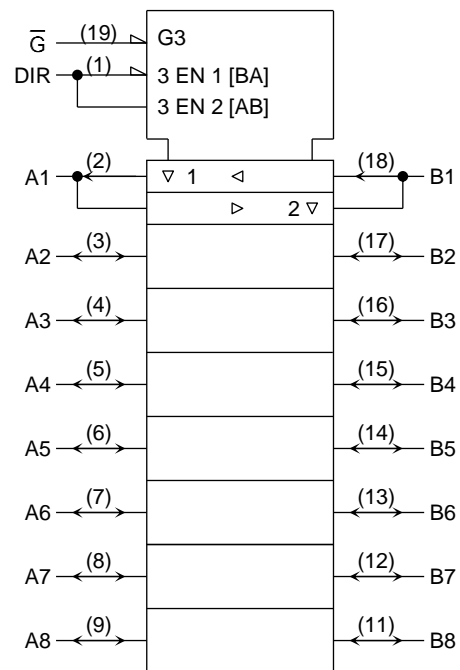 G̅ (19) G3
DIR (1) 3 EN 1 [BA]
3 EN 2 [AB]
A1 (2) ▽ 1 ◁ (18) B1
▷ 2 ▽
A2 (3) (17) B2
A3 (4) (16) B3
A4 (5) (15) B4
A5 (6) (14) B5
A6 (7) (13) B6
A7 (8) (12) B7
A8 (9) (11) B8